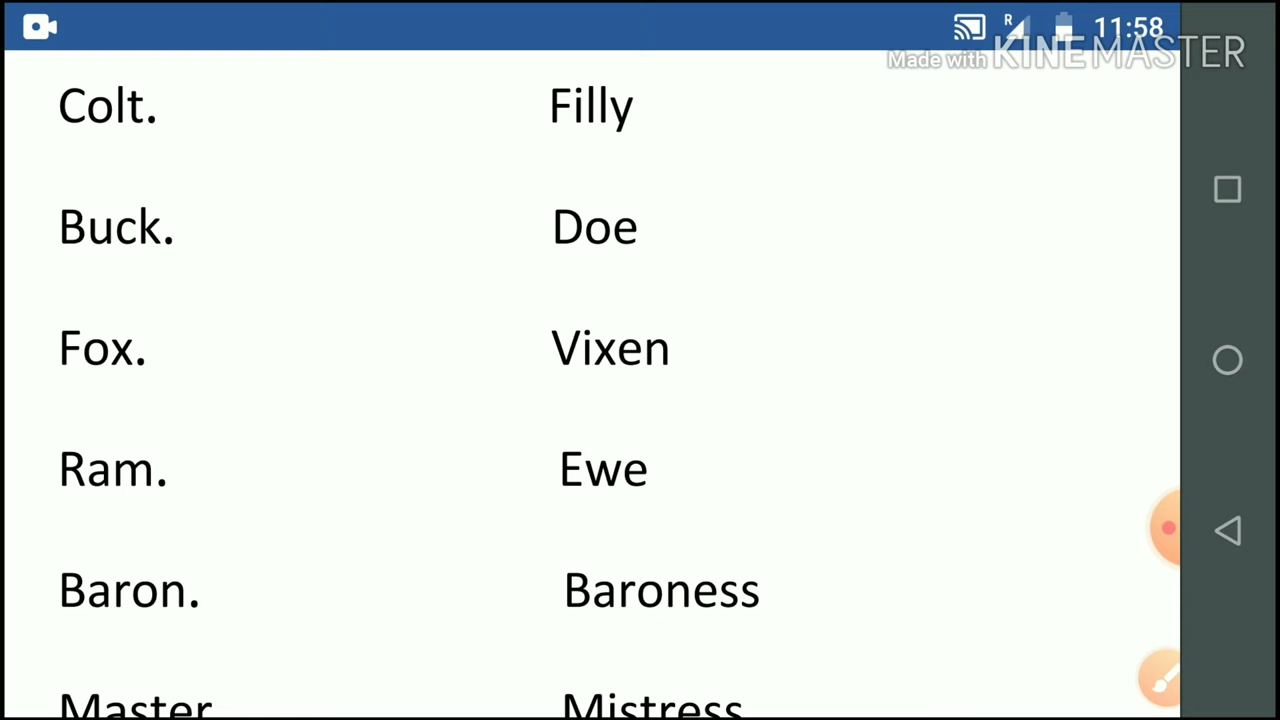 11:58
Made with KINEMASTER
Colt. Filly
Buck. Doe
Fox. Vixen
Ram. Ewe
Baron. Baroness
Master Mistress